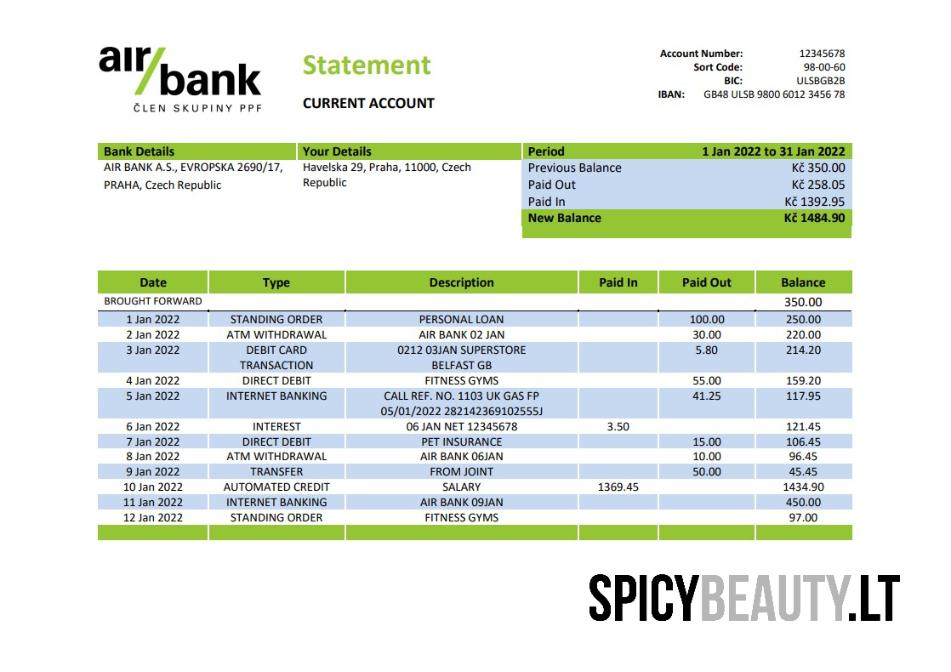 air/bank
ČLEN SKUPINY PPF
Statement
CURRENT ACCOUNT
Account Number: 12345678
Sort Code: 98-00-60
BIC: ULSBGB2B
IBAN: GB48 ULSB 9800 6012 3456 78
Bank Details
AIR BANK A.S., EVROPSKA 2690/17,
PRAHA, Czech Republic
Your Details
Havelska 29, Praha, 11000, Czech
Republic
Period 1 Jan 2022 to 31 Jan 2022
Previous Balance Kč 350.00
Paid Out Kč 258.05
Paid In Kč 1392.95
New Balance Kč 1484.90
Date Type Description Paid In Paid Out Balance
BROUGHT FORWARD 350.00
1 Jan 2022 STANDING ORDER PERSONAL LOAN 100.00 250.00
2 Jan 2022 ATM WITHDRAWAL AIR BANK 02 JAN 30.00 220.00
3 Jan 2022 DEBIT CARD 0212 03JAN SUPERSTORE 5.80 214.20
TRANSACTION BELFAST GB
4 Jan 2022 DIRECT DEBIT FITNESS GYMS 55.00 159.20
5 Jan 2022 INTERNET BANKING CALL REF. NO. 1103 UK GAS FP 41.25 117.95
05/01/2022 282142369102555J
6 Jan 2022 INTEREST 06 JAN NET 12345678 3.50 121.45
7 Jan 2022 DIRECT DEBIT PET INSURANCE 15.00 106.45
8 Jan 2022 ATM WITHDRAWAL AIR BANK 06JAN 10.00 96.45
9 Jan 2022 TRANSFER FROM JOINT 50.00 45.45
10 Jan 2022 AUTOMATED CREDIT SALARY 1369.45 1434.90
11 Jan 2022 INTERNET BANKING AIR BANK 09JAN 450.00
12 Jan 2022 STANDING ORDER FITNESS GYMS 97.00
SPICYBEAUTY.LT